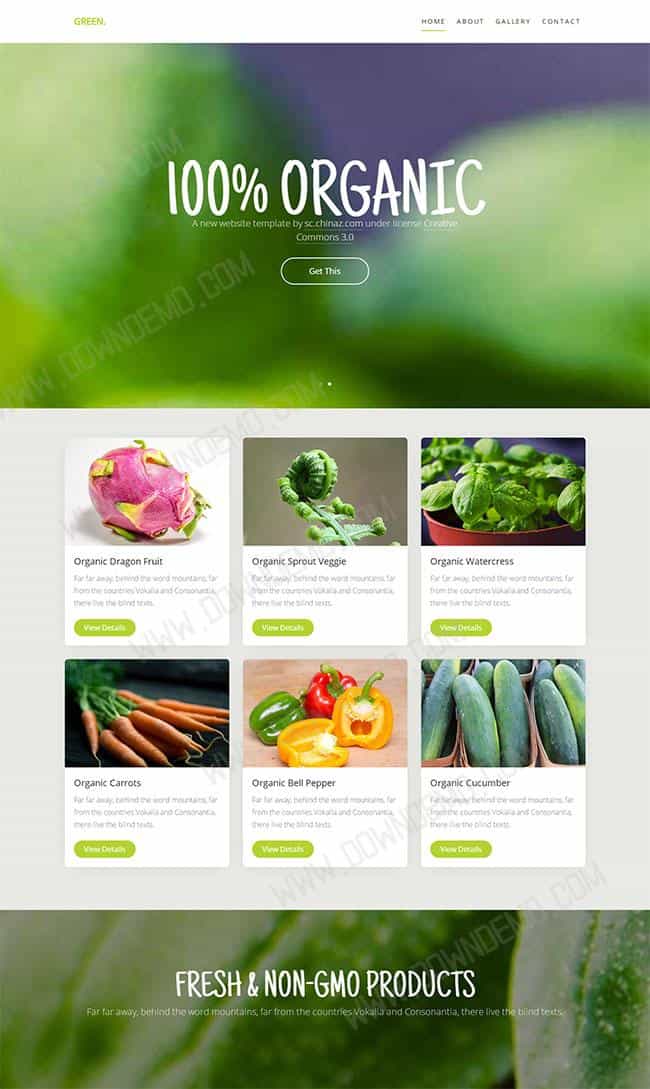 GREEN.
HOME ABOUT GALLERY CONTACT
100% ORGANIC
A new website template by sc.chinaz.com under license Creative
Commons 3.0
Get This
Organic Dragon Fruit
Far far away, behind the word mountains, far
from the countries Vokalia and Consonantia,
there live the blind texts.
View Details
Organic Sprout Veggie
Far far away, behind the word mountains, far
from the countries Vokalia and Consonantia,
there live the blind texts.
View Details
Organic Watercress
Far far away, behind the word mountains, far
from the countries Vokalia and Consonantia,
there live the blind texts.
View Details
Organic Carrots
Far far away, behind the word mountains, far
from the countries Vokalia and Consonantia,
there live the blind texts.
View Details
Organic Bell Pepper
Far far away, behind the word mountains, far
from the countries Vokalia and Consonantia,
there live the blind texts.
View Details
Organic Cucumber
Far far away, behind the word mountains, far
from the countries Vokalia and Consonantia,
there live the blind texts.
View Details
FRESH & NON-GMO PRODUCTS
Far far away, behind the word mountains, far from the countries Vokalia and Consonantia, there live the blind texts.
WWW.DOWNDEMO.COM
WWW.DOWNDEMO.COM
WWW.DOWNDEMO.COM